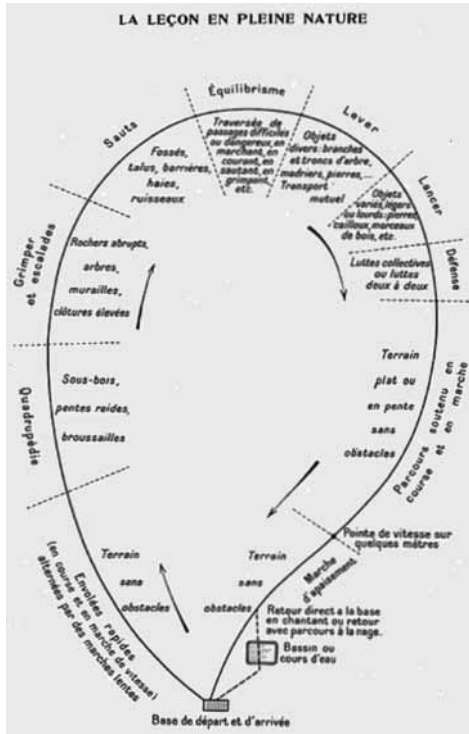 LA LEÇON EN PLEINE NATURE
Équilibrisme
Traversée de
passages difficiles
ou dangereux, en
marchant, en
courant, en
sautant, en
grimpant,
etc.
Lever
Objets
divers: branches
et troncs d'arbre,
madriers, pierres, ...
Transport
mutuel
Lancer
Objets
variés, légers
ou lourds: pierres,
cailloux, morceaux
de bois, etc.
Défense
Luttes collectives
ou luttes
deux à deux
Sauts
Fossés,
talus, barrières,
haies,
ruisseaux
Grimper
et escalades
Rochers abrupts,
arbres,
murailles,
clôtures élevées
Quadrupédie
Sous-bois,
pentes raides,
broussailles
Parcours soutenu en
course et en marche
Terrain
plat ou
en pente
sans
obstacles
Pointe de vitesse sur
quelques mètres
Marche
d'apaisement
Terrain
sans
obstacles
Envolées rapides
(en course et en marche de vitesse)
alternées par des marches lentes
Terrain
sans
obstacles
Retour direct a la base
en chantant ou retour
avec parcours à la nage.
Bassin ou
cours d'eau
Base de départ et d'arrivée